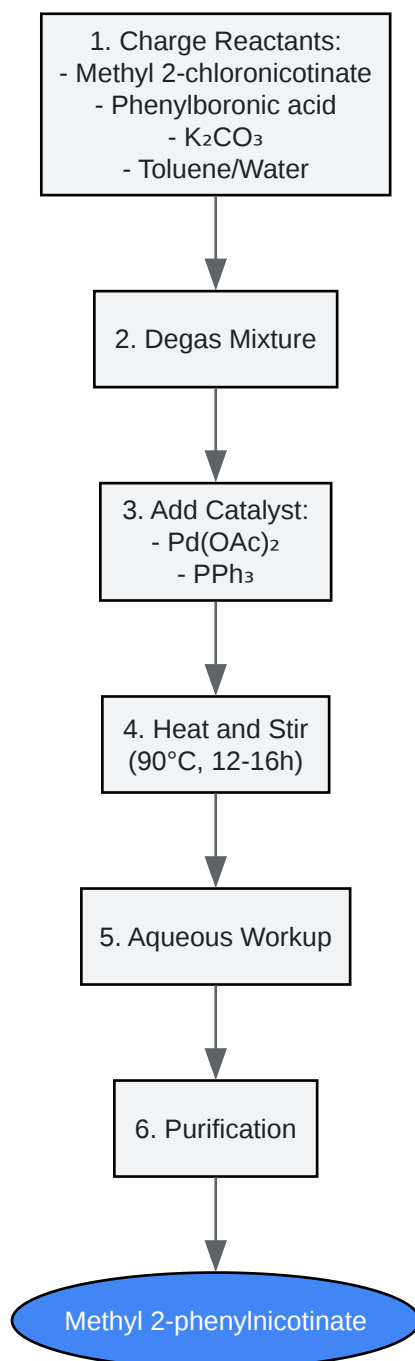 1. Charge Reactants:
- Methyl 2-chloronicotinate
- Phenylboronic acid
- K₂CO₃
- Toluene/Water
2. Degas Mixture
3. Add Catalyst:
- Pd(OAc)₂
- PPh₃
4. Heat and Stir
(90°C, 12-16h)
5. Aqueous Workup
6. Purification
Methyl 2-phenylnicotinate